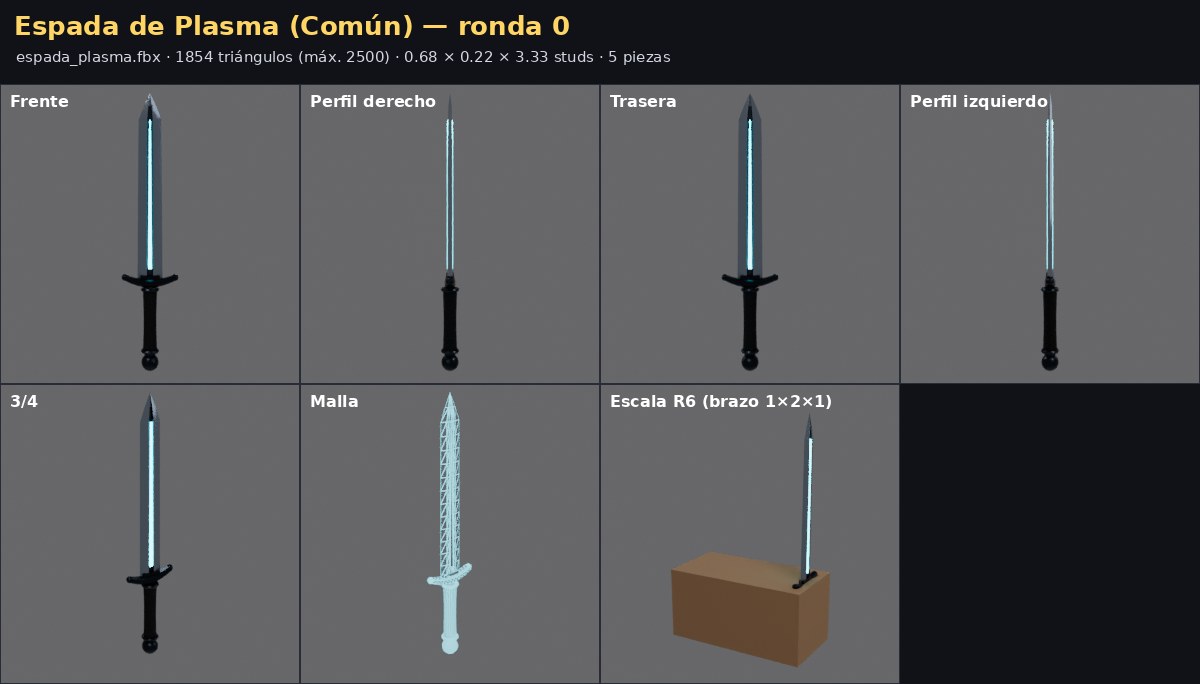 Espada de Plasma (Común) — ronda 0
espada_plasma.fbx · 1854 triángulos (máx. 2500) · 0.68 × 0.22 × 3.33 studs · 5 piezas
Frente
Perfil derecho
Trasera
Perfil izquierdo
3/4
Malla
Escala R6 (brazo 1×2×1)